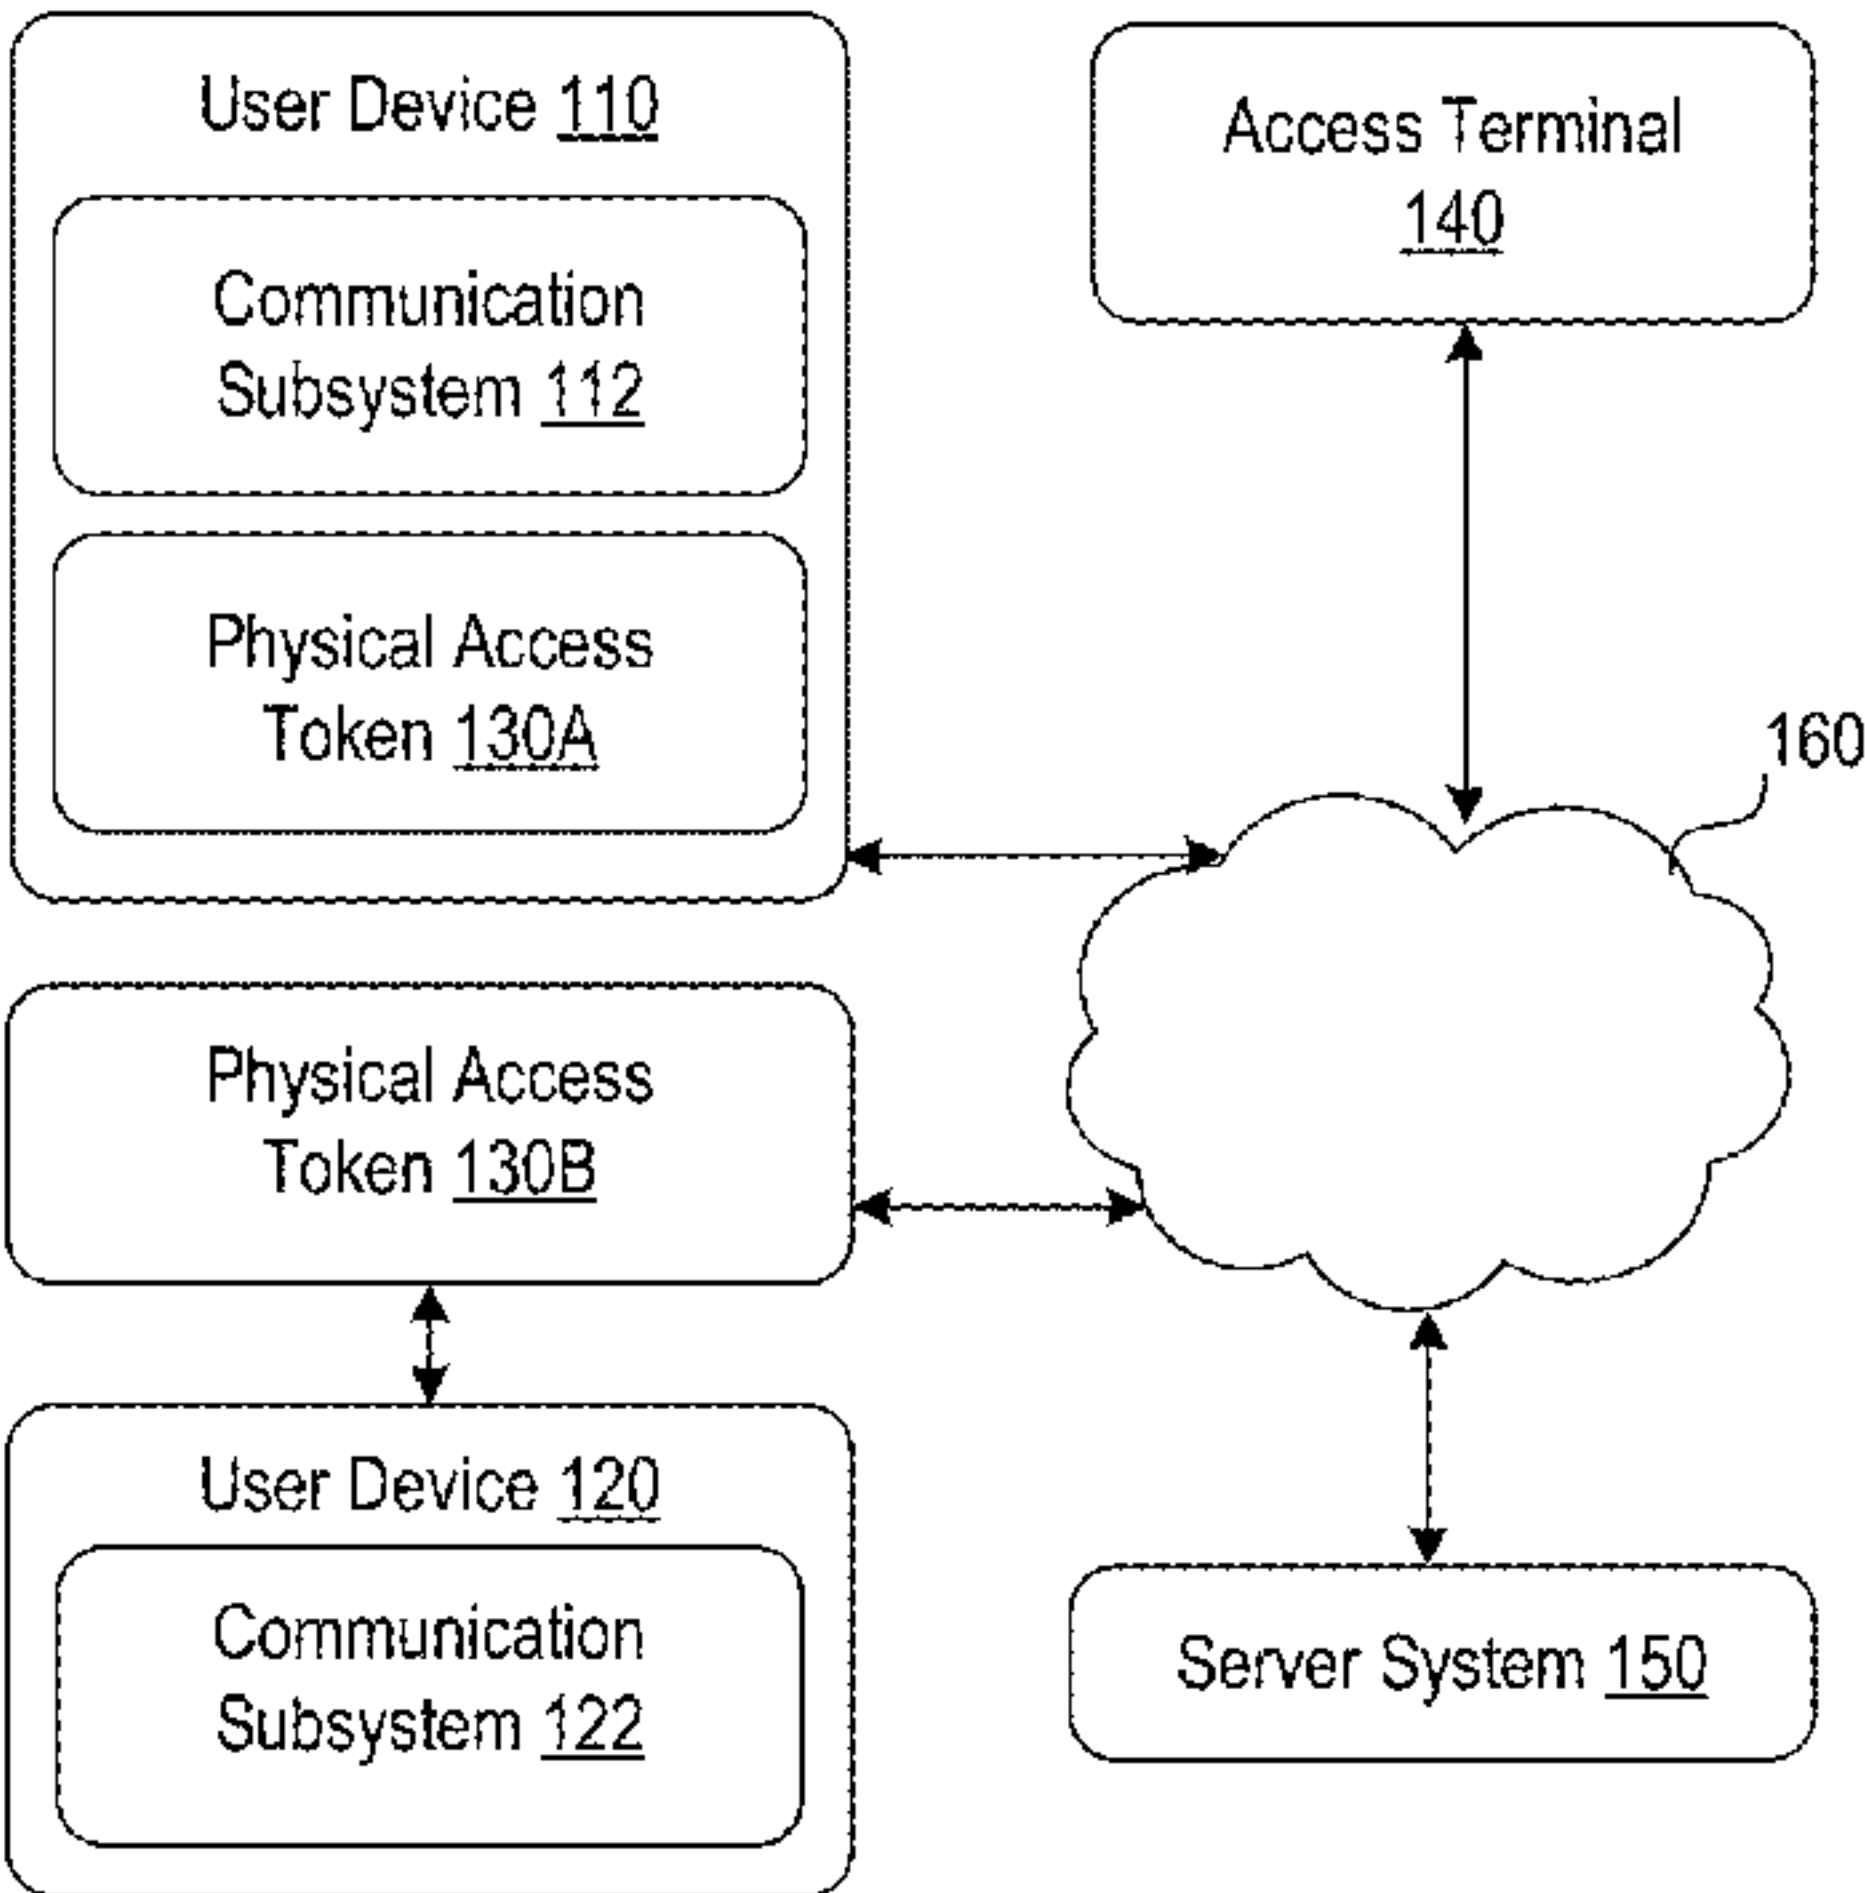 User Device 110
Communication
Subsystem 112
Physical Access
Token 130A
Access Terminal
140
160
Physical Access
Token 130B
User Device 120
Communication
Subsystem 122
Server System 150